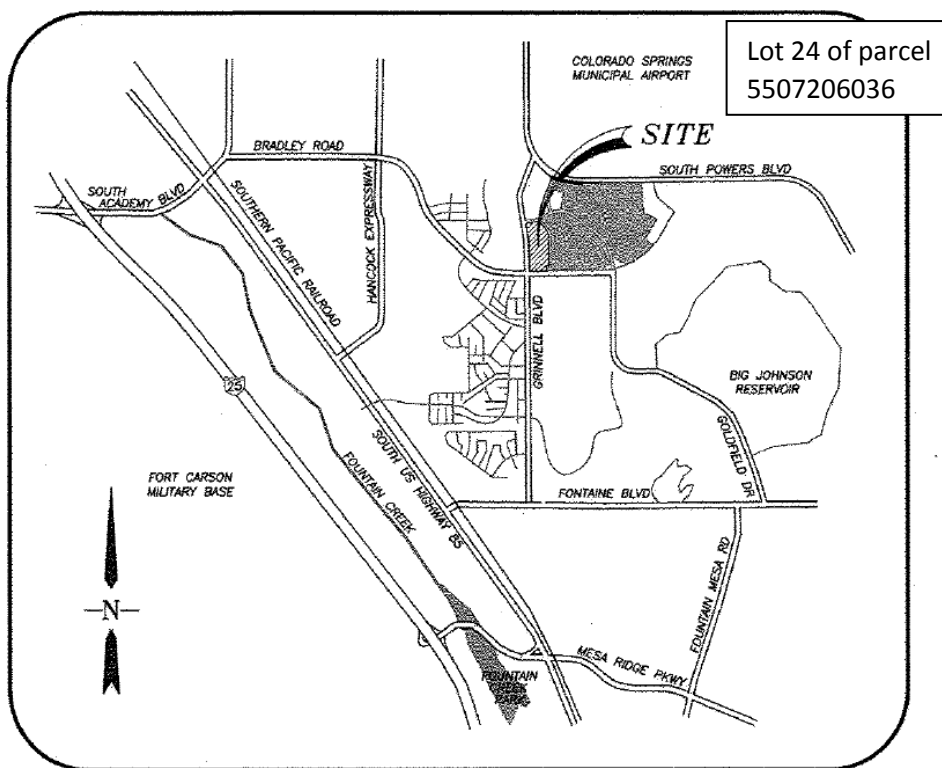 Lot 24 of parcel
5507206036
COLORADO SPRINGS
MUNICIPAL AIRPORT
SITE
BRADLEY ROAD
SOUTH POWERS BLVD
SOUTH
ACADEMY BLVD
SOUTHERN PACIFIC RAILROAD
HANCOCK EXPRESSWAY
GRINNELL BLVD
BIG JOHNSON
RESERVOIR
25
GOLDFIELD DR
SOUTH US HIGHWAY 85
FOUNTAIN CREEK
FORT CARSON
MILITARY BASE
FONTAINE BLVD
FOUNTAIN MESA RD
N
MESA RIDGE PKWY
FOUNTAIN
CREEK
PARK